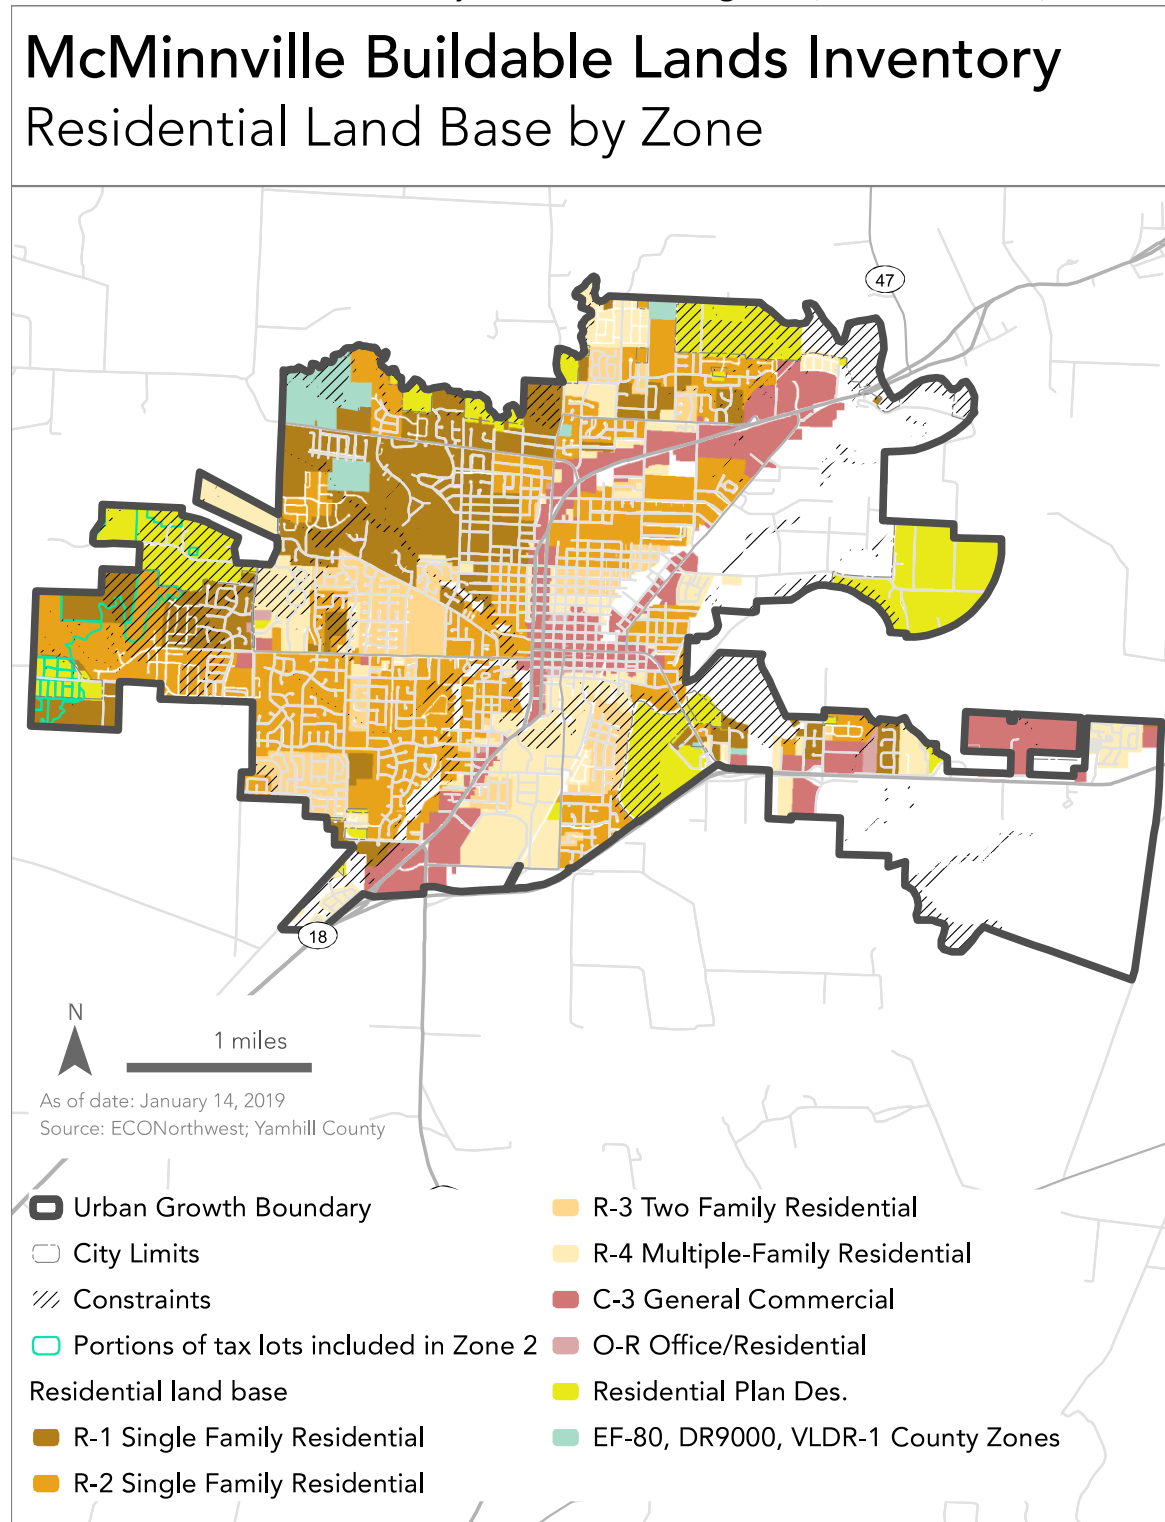 McMinnville Buildable Lands Inventory
Residential Land Base by Zone
47
18
N
1 miles
As of date: January 14, 2019
Source: ECONorthwest; Yamhill County
Urban Growth Boundary
City Limits
Constraints
Portions of tax lots included in Zone 2
Residential land base
R-1 Single Family Residential
R-2 Single Family Residential
R-3 Two Family Residential
R-4 Multiple-Family Residential
C-3 General Commercial
O-R Office/Residential
Residential Plan Des.
EF-80, DR9000, VLDR-1 County Zones